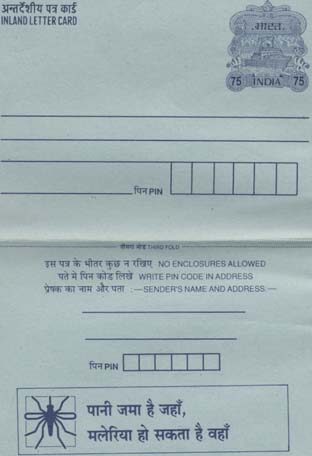 अन्तर्देशीय पत्र कार्ड
INLAND LETTER CARD
भारत
75 INDIA 75
पिन PIN
तीसरा मोड़ THIRD FOLD
इस पत्र के भीतर कुछ न रखिए NO ENCLOSURES ALLOWED
पते में पिन कोड लिखें WRITE PIN CODE IN ADDRESS
प्रेषक का नाम और पता :—SENDER'S NAME AND ADDRESS:—
पिन PIN
पानी जमा है जहाँ,
मलेरिया हो सकता है वहाँ